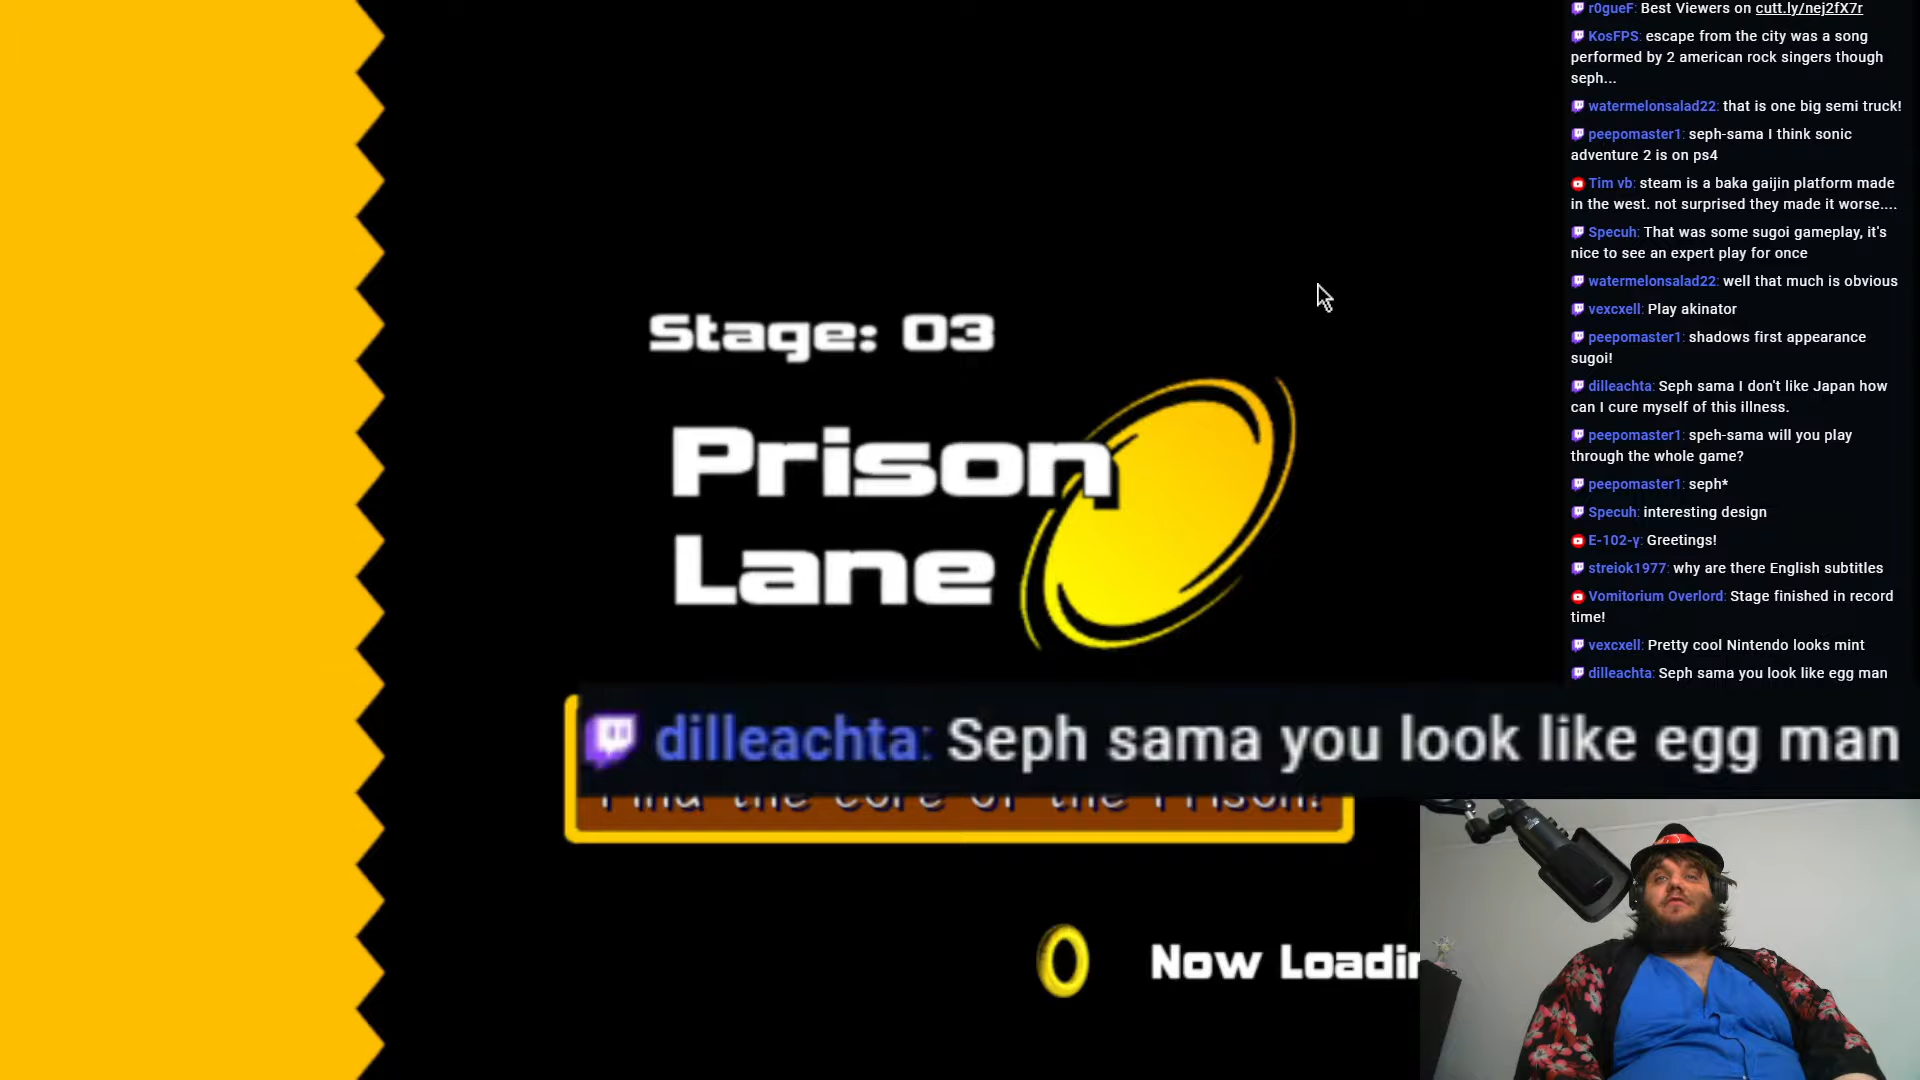 Stage: 03
Prison
Lane
dilleachta: Seph sama you look like egg man
Find the core of the Prison!
Now Loadin
r0gueF: Best Viewers on cutt.ly/nej2fX7r
KosFPS: escape from the city was a song
performed by 2 american rock singers though
seph...
watermelonsalad22: that is one big semi truck!
peepomaster1: seph-sama I think sonic
adventure 2 is on ps4
Tim vb: steam is a baka gaijin platform made
in the west. not surprised they made it worse....
Specuh: That was some sugoi gameplay, it's
nice to see an expert play for once
watermelonsalad22: well that much is obvious
vexcxell: Play akinator
peepomaster1: shadows first appearance
sugoi!
dilleachta: Seph sama I don't like Japan how
can I cure myself of this illness.
peepomaster1: speh-sama will you play
through the whole game?
peepomaster1: seph*
Specuh: interesting design
E-102-γ: Greetings!
streiok1977: why are there English subtitles
Vomitorium Overlord: Stage finished in record
time!
vexcxell: Pretty cool Nintendo looks mint
dilleachta: Seph sama you look like egg man